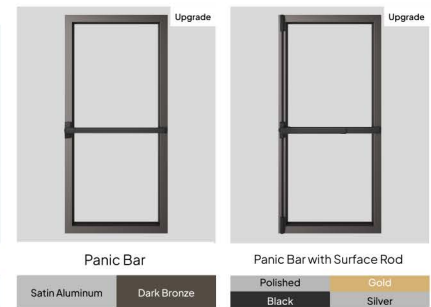 Upgrade
Panic Bar
Satin Aluminum
Dark Bronze
Upgrade
Panic Bar with Surface Rod
Polished
Gold
Black
Silver